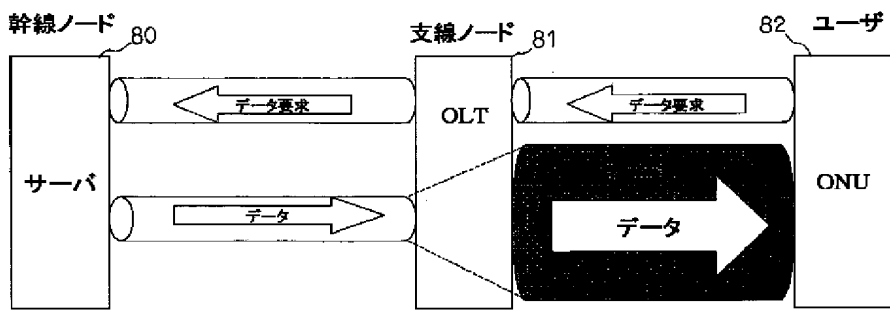 幹線ノード
80
支線ノード
81
82
ユーザ
データ要求
データ要求
OLT
サーバ
ONU
データ
データ